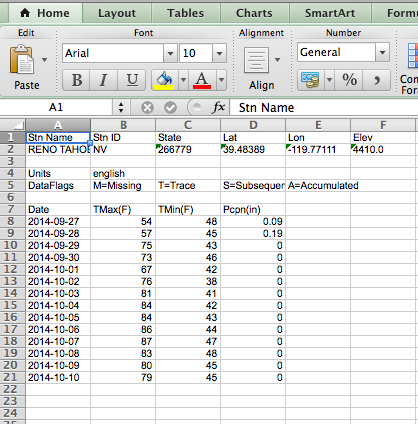 Home Layout Tables Charts SmartArt Formu
Edit Font Alignment Number
Arial 10 General
Paste B I U A A Align % Con
Form
A1 fx Stn Name
A B C D E F
1 Stn Name Stn ID State Lat Lon Elev
2 RENO TAHOE NV 266779 39.48389 -119.77111 4410.0
3
4 Units english
5 DataFlags M=Missing T=Trace S=Subsequen A=Accumulated
6
7 Date TMax(F) TMin(F) Pcpn(in)
8 2014-09-27 54 48 0.09
9 2014-09-28 57 45 0.19
10 2014-09-29 75 43 0
11 2014-09-30 73 46 0
12 2014-10-01 67 42 0
13 2014-10-02 76 38 0
14 2014-10-03 81 41 0
15 2014-10-04 84 42 0
16 2014-10-05 84 43 0
17 2014-10-06 86 44 0
18 2014-10-07 87 47 0
19 2014-10-08 83 48 0
20 2014-10-09 80 45 0
21 2014-10-10 79 45 0
22
23
24